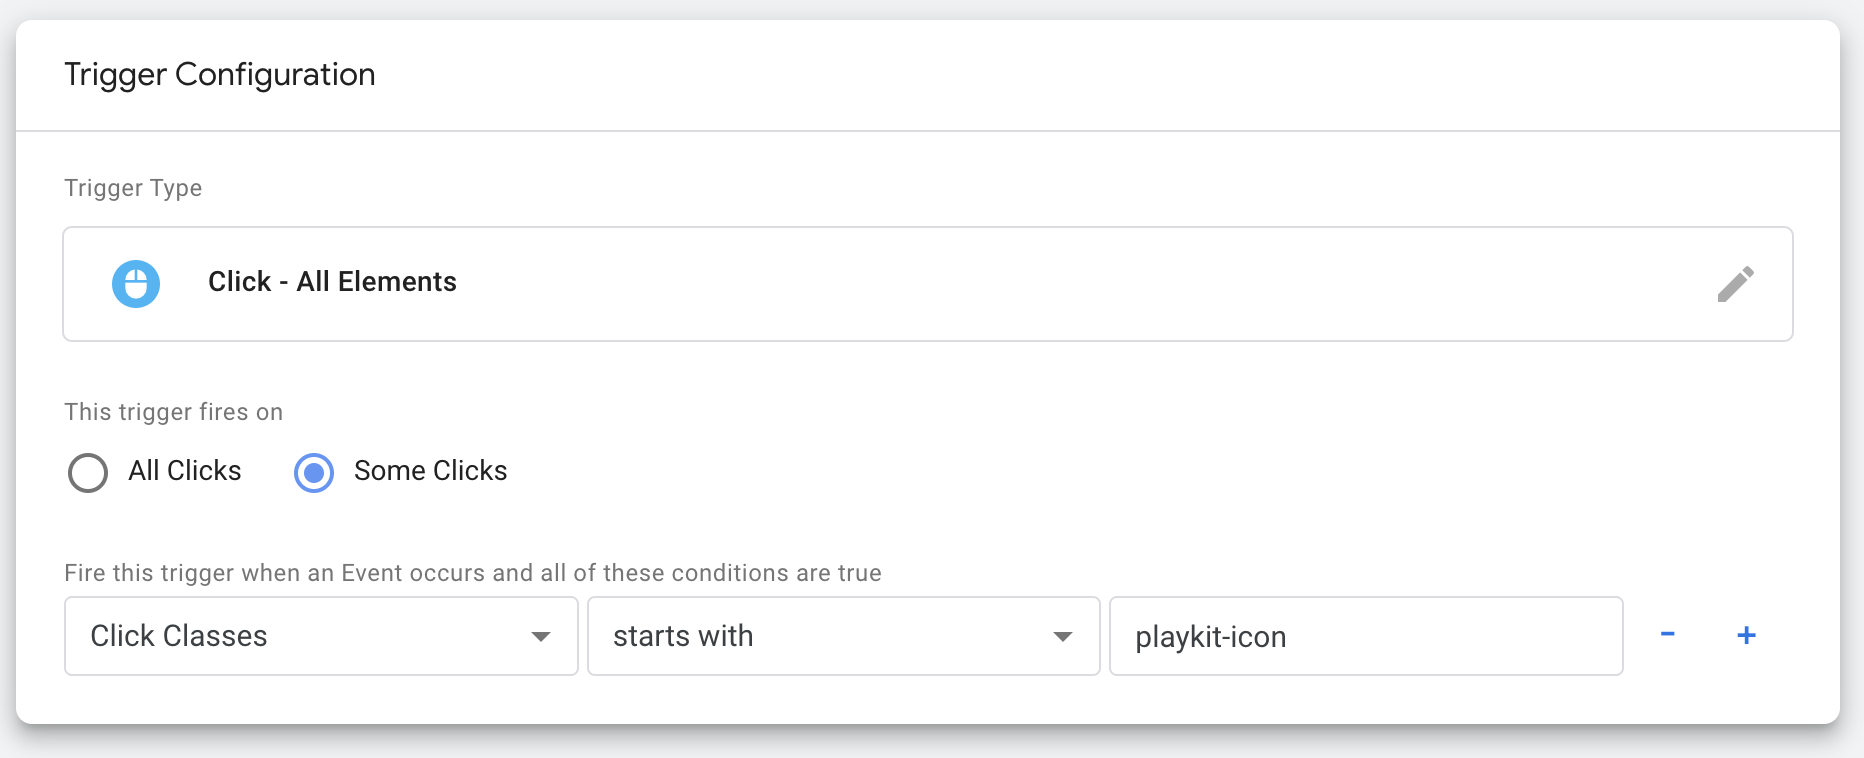 Trigger Configuration
Trigger Type
Click - All Elements
This trigger fires on
All Clicks Some Clicks
Fire this trigger when an Event occurs and all of these conditions are true
Click Classes starts with playkit-icon - +